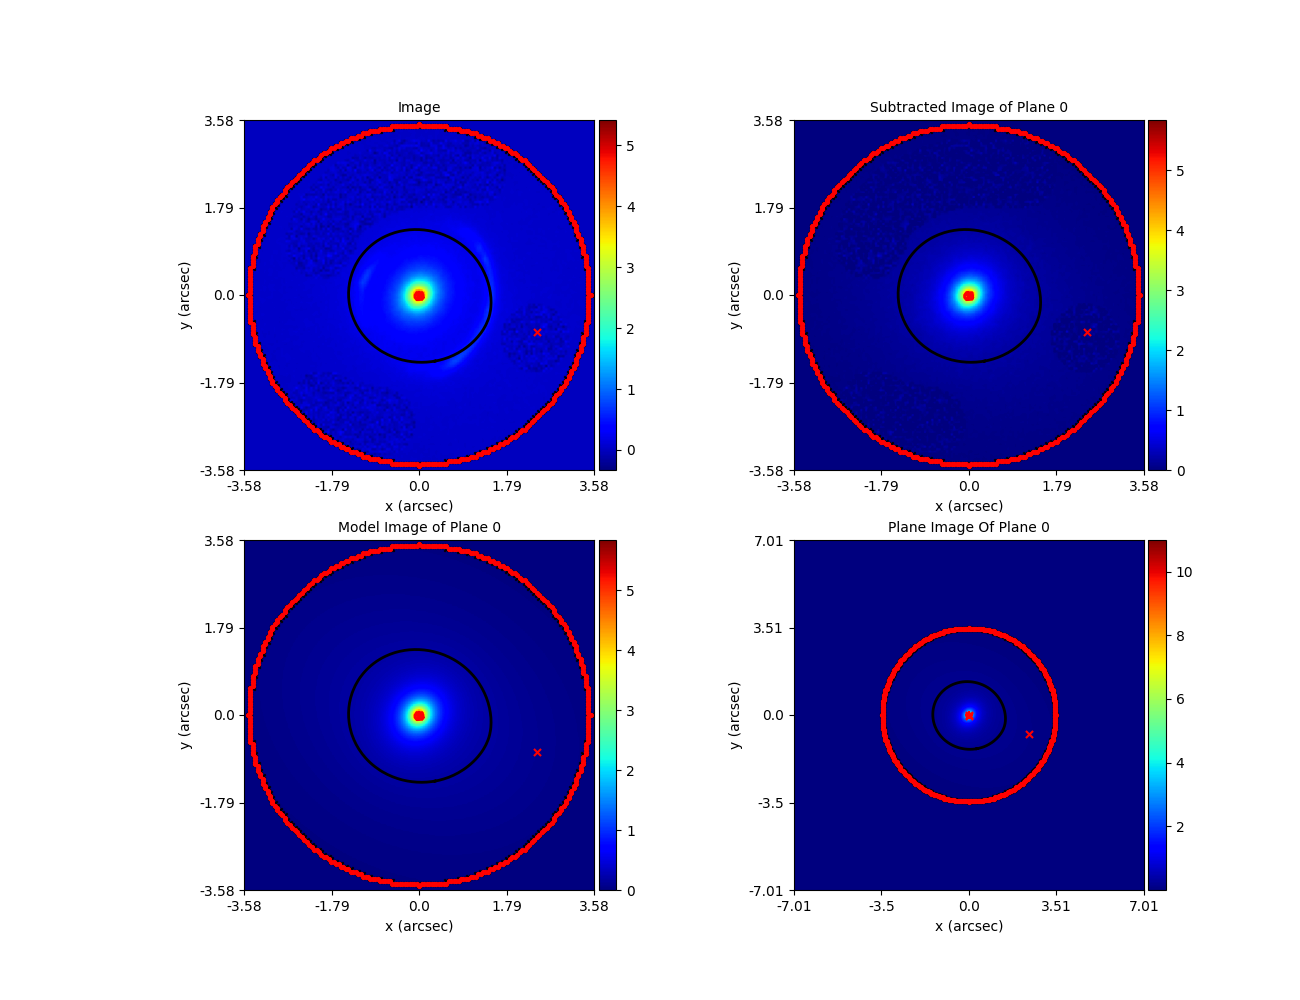 Image
3.58
1.79
0.0
-1.79
-3.58
y (arcsec)
-3.58 -1.79 0.0 1.79 3.58
x (arcsec)
5
4
3
2
1
0
Subtracted Image of Plane 0
3.58
1.79
0.0
-1.79
-3.58
y (arcsec)
-3.58 -1.79 0.0 1.79 3.58
x (arcsec)
5
4
3
2
1
0
Model Image of Plane 0
3.58
1.79
0.0
-1.79
-3.58
y (arcsec)
-3.58 -1.79 0.0 1.79 3.58
x (arcsec)
5
4
3
2
1
0
Plane Image Of Plane 0
7.01
3.51
0.0
-3.5
-7.01
y (arcsec)
-7.01 -3.5 0.0 3.51 7.01
x (arcsec)
10
8
6
4
2